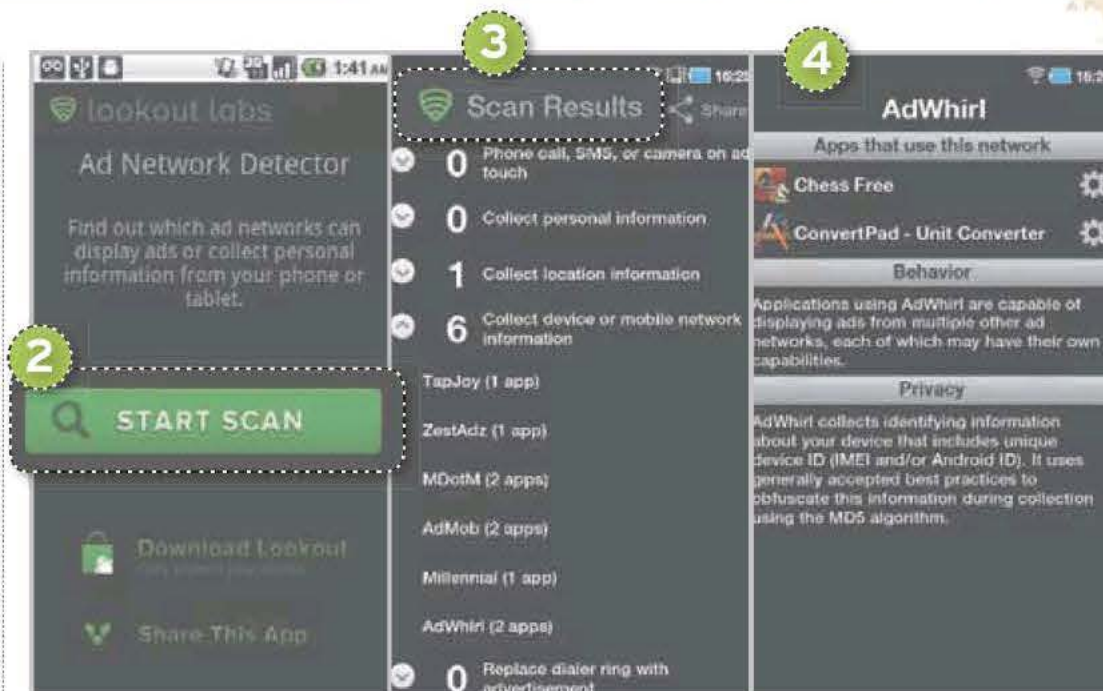 2
1:41 AM
lookout labs
Ad Network Detector
Find out which ad networks can
display ads or collect personal
information from your phone or
tablet.
START SCAN
Download Lookout
Share This App
3
16:25
Scan Results
Share
0 Phone call, SMS, or camera on ad
touch
0 Collect personal information
1 Collect location information
6 Collect device or mobile network
information
TapJoy (1 app)
ZestAdz (1 app)
MDotM (2 apps)
AdMob (2 apps)
Millennial (1 app)
AdWhirl (2 apps)
0 Replace dialer ring with
advertisement
4
16:2
AdWhirl
Apps that use this network
Chess Free
ConvertPad - Unit Converter
Behavior
Applications using AdWhirl are capable of
displaying ads from multiple other ad
networks, each of which may have their own
capabilities.
Privacy
AdWhirl collects identifying information
about your device that includes unique
device ID (IMEI and/or Android ID). It uses
generally accepted best practices to
obfuscate this information during collection
using the MD5 algorithm.